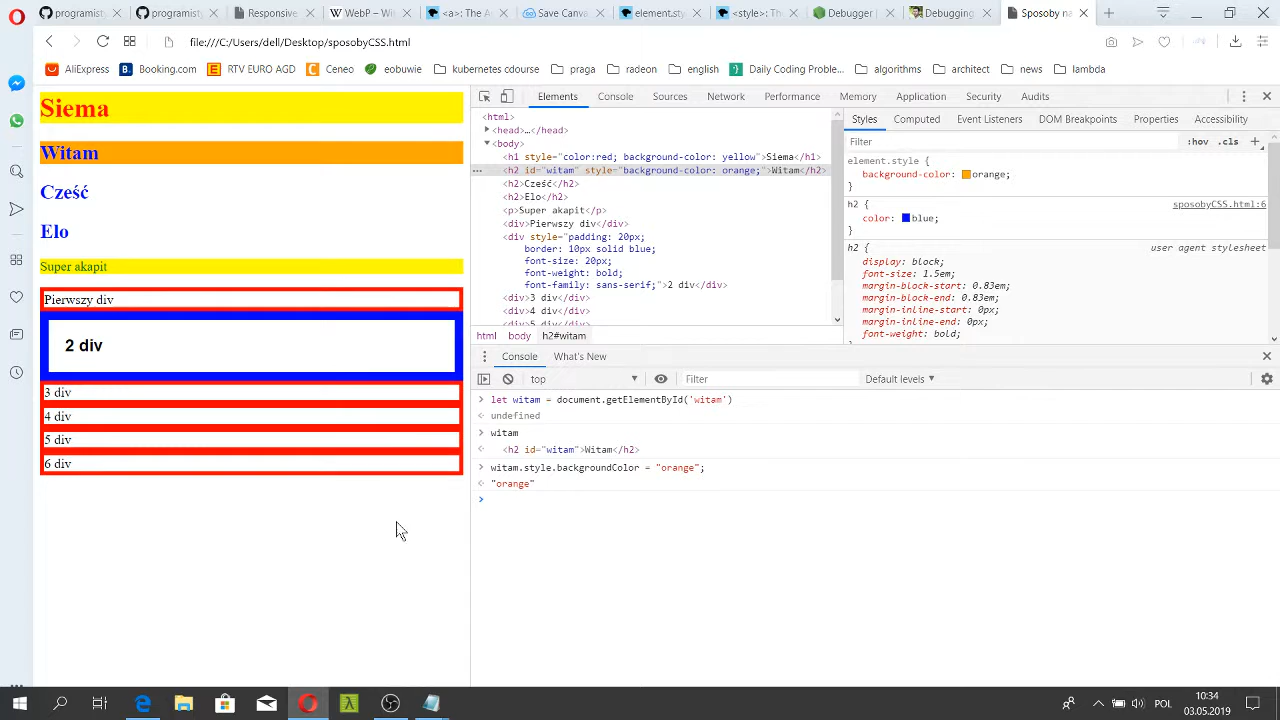 programisty
programisty
Responsive
WebP – Wi
<a>: The A
Save Canv
element.sty
<style>: Th
Debugger
Debugging
Sposoby na
file:///C:/Users/dell/Desktop/sposobyCSS.html
AliExpress
Booking.com
RTV EURO AGD
Ceneo
eobuwie
kubernetes cdourse
praga
radeon
english
Daily Coding Proble...
algorithms
architect
news
lambda
Siema
Witam
Cześć
Elo
Super akapit
Pierwszy div
2 div
3 div
4 div
5 div
6 div
Elements Console Sources Network Performance Memory Application Security Audits
<html>
<head>…</head>
<body>
<h1 style="color:red; background-color: yellow">Siema</h1>
<h2 id="witam" style="background-color: orange;">Witam</h2>
<h2>Cześć</h2>
<h2>Elo</h2>
<p>Super akapit</p>
<div>Pierwszy div</div>
<div style="padding: 20px;
border: 10px solid blue;
font-size: 20px;
font-weight: bold;
font-family: sans-serif;">2 div</div>
<div>3 div</div>
<div>4 div</div>
<div>5 div</div>
html body h2#witam
Styles Computed Event Listeners DOM Breakpoints Properties Accessibility
Filter :hov .cls +
element.style {
background-color: orange;
}
h2 { sposobyCSS.html:6
color: blue;
}
h2 { user agent stylesheet
display: block;
font-size: 1.5em;
margin-block-start: 0.83em;
margin-block-end: 0.83em;
margin-inline-start: 0px;
margin-inline-end: 0px;
font-weight: bold;
Console What's New
top Filter Default levels
let witam = document.getElementById('witam')
undefined
witam
<h2 id="witam">Witam</h2>
witam.style.backgroundColor = "orange";
"orange"
POL
10:34
03.05.2019